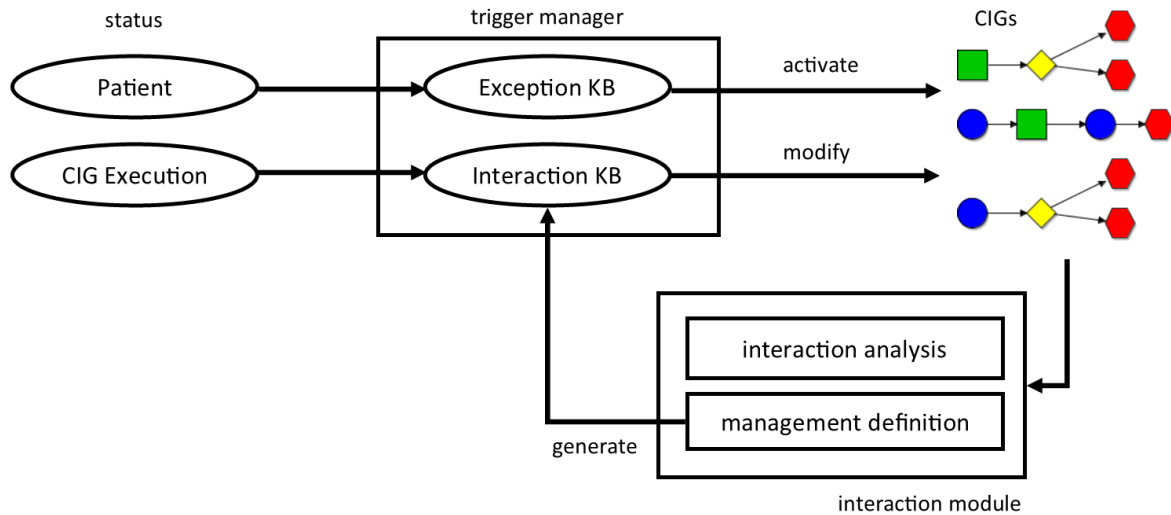 status
trigger manager
CIGs
Patient
Exception KB
activate
CIG Execution
Interaction KB
modify
interaction analysis
management definition
generate
interaction module